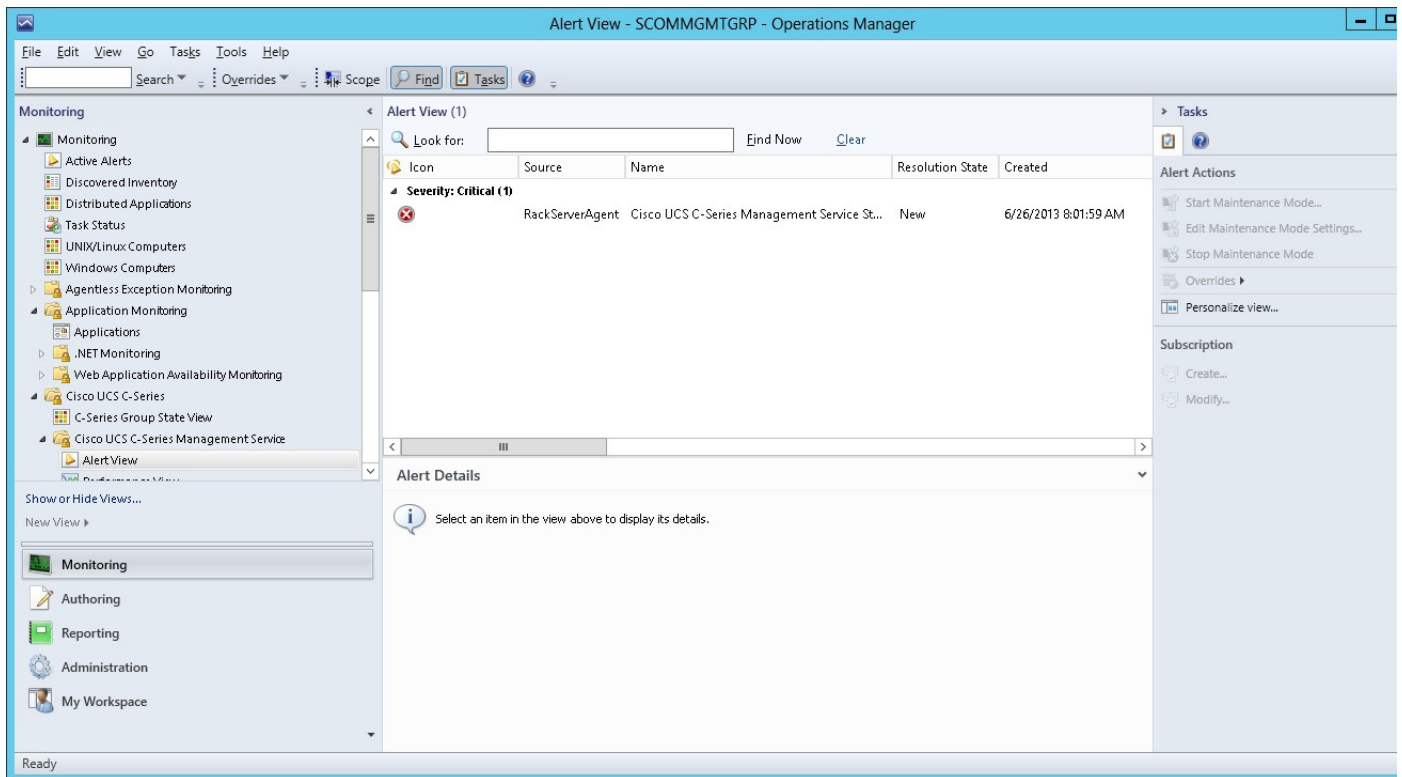 Alert View - SCOMMGMTGRP - Operations Manager
File Edit View Go Tasks Tools Help
Search Overrides Scope Find Tasks
Monitoring
Monitoring
Active Alerts
Discovered Inventory
Distributed Applications
Task Status
UNIX/Linux Computers
Windows Computers
Agentless Exception Monitoring
Application Monitoring
Applications
.NET Monitoring
Web Application Availability Monitoring
Cisco UCS C-Series
C-Series Group State View
Cisco UCS C-Series Management Service
Alert View
Show or Hide Views...
New View
Monitoring
Authoring
Reporting
Administration
My Workspace
Alert View (1)
Look for: Find Now Clear
Icon Source Name Resolution State Created
Severity: Critical (1)
RackServerAgent Cisco UCS C-Series Management Service St... New 6/26/2013 8:01:59 AM
Alert Details
Select an item in the view above to display its details.
Tasks
Alert Actions
Start Maintenance Mode...
Edit Maintenance Mode Settings...
Stop Maintenance Mode
Overrides
Personalize view...
Subscription
Create...
Modify...
Ready